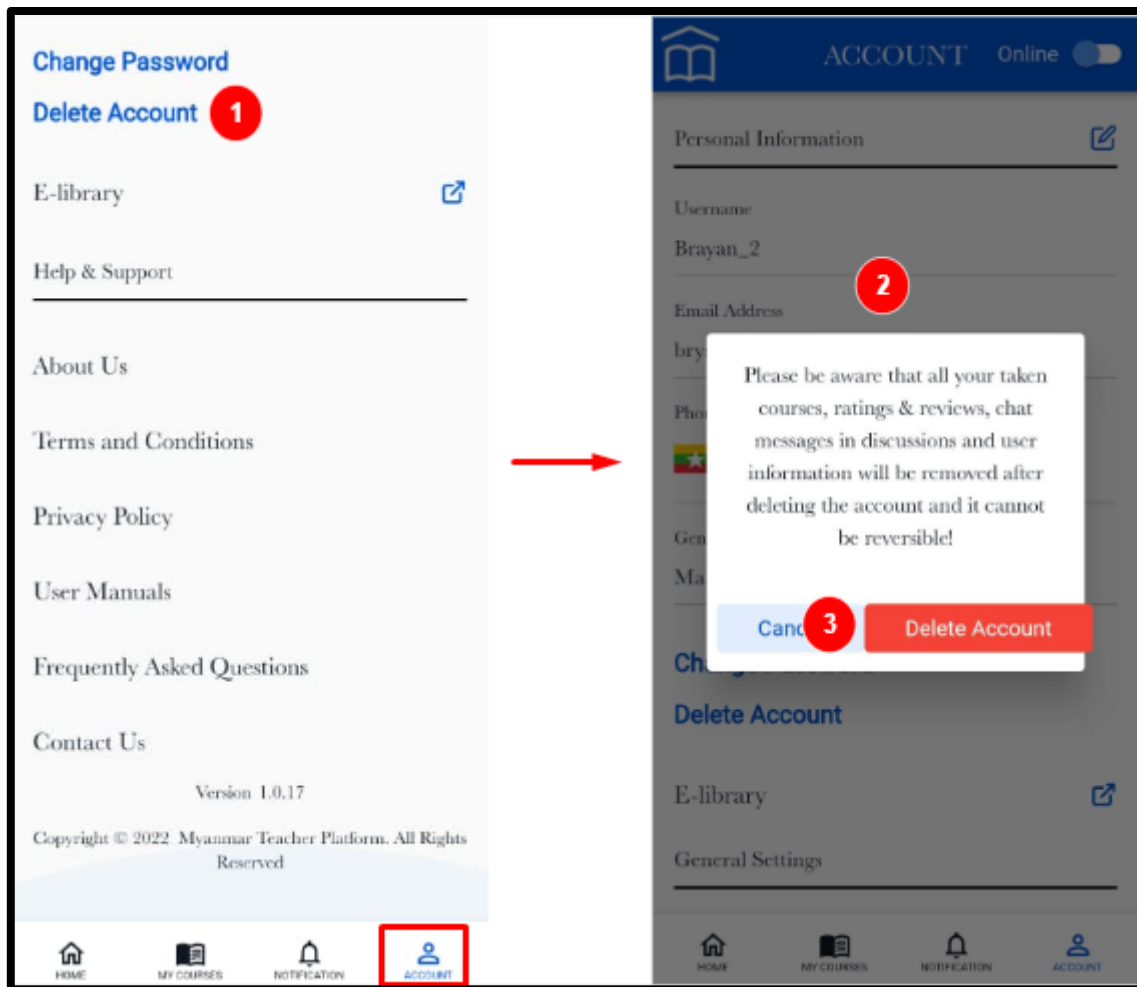 Change Password
Delete Account 1
E-library
Help & Support
About Us
Terms and Conditions
Privacy Policy
User Manuals
Frequently Asked Questions
Contact Us
Version 1.0.17
Copyright © 2022 Myanmar Teacher Platform. All Rights
Reserved
HOME
MY COURSES
NOTIFICATION
ACCOUNT
ACCOUNT
Online
Personal Information
Username
Brayan_2
2
Email Address
Please be aware that all your taken
courses, ratings & reviews, chat
messages in discussions and user
information will be removed after
deleting the account and it cannot
be reversible!
3
Delete Account
Delete Account
E-library
General Settings
HOME
MY COURSES
NOTIFICATION
ACCOUNT